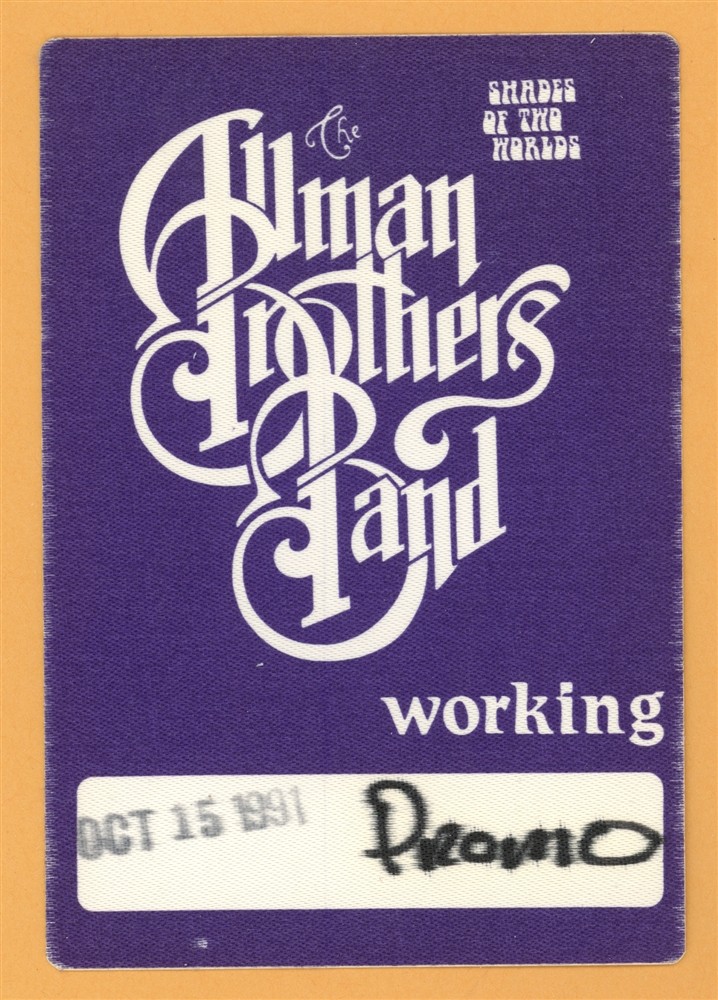 The
Allman
Brothers
Band
SHADES
OF TWO
WORLDS
working
OCT 15 1991
Promo